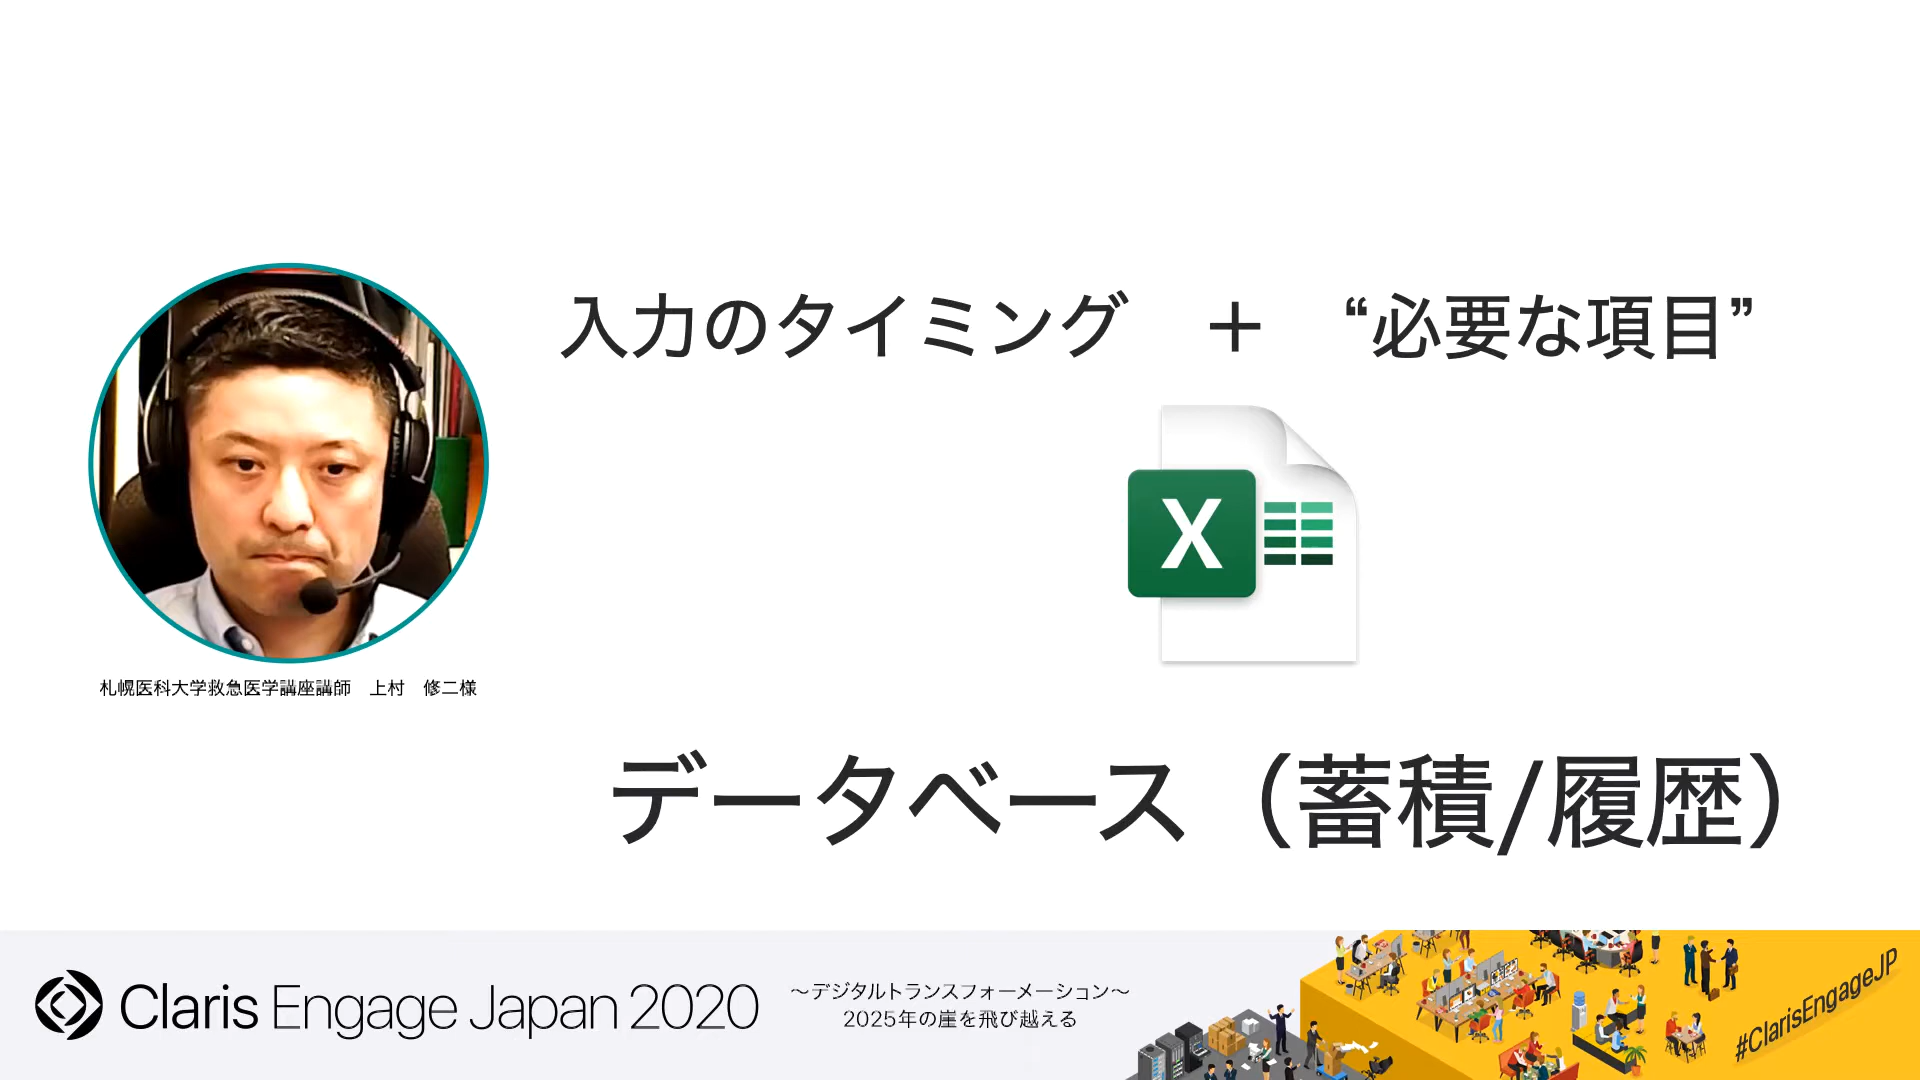 入力のタイミング　＋　“必要な項目”
X
札幌医科大学救急医学講座講師　上村　修二様
データベース（蓄積/履歴）
Claris Engage Japan 2020
〜デジタルトランスフォーメーション〜
2025年の崖を飛び越える
#ClarisEngageJP